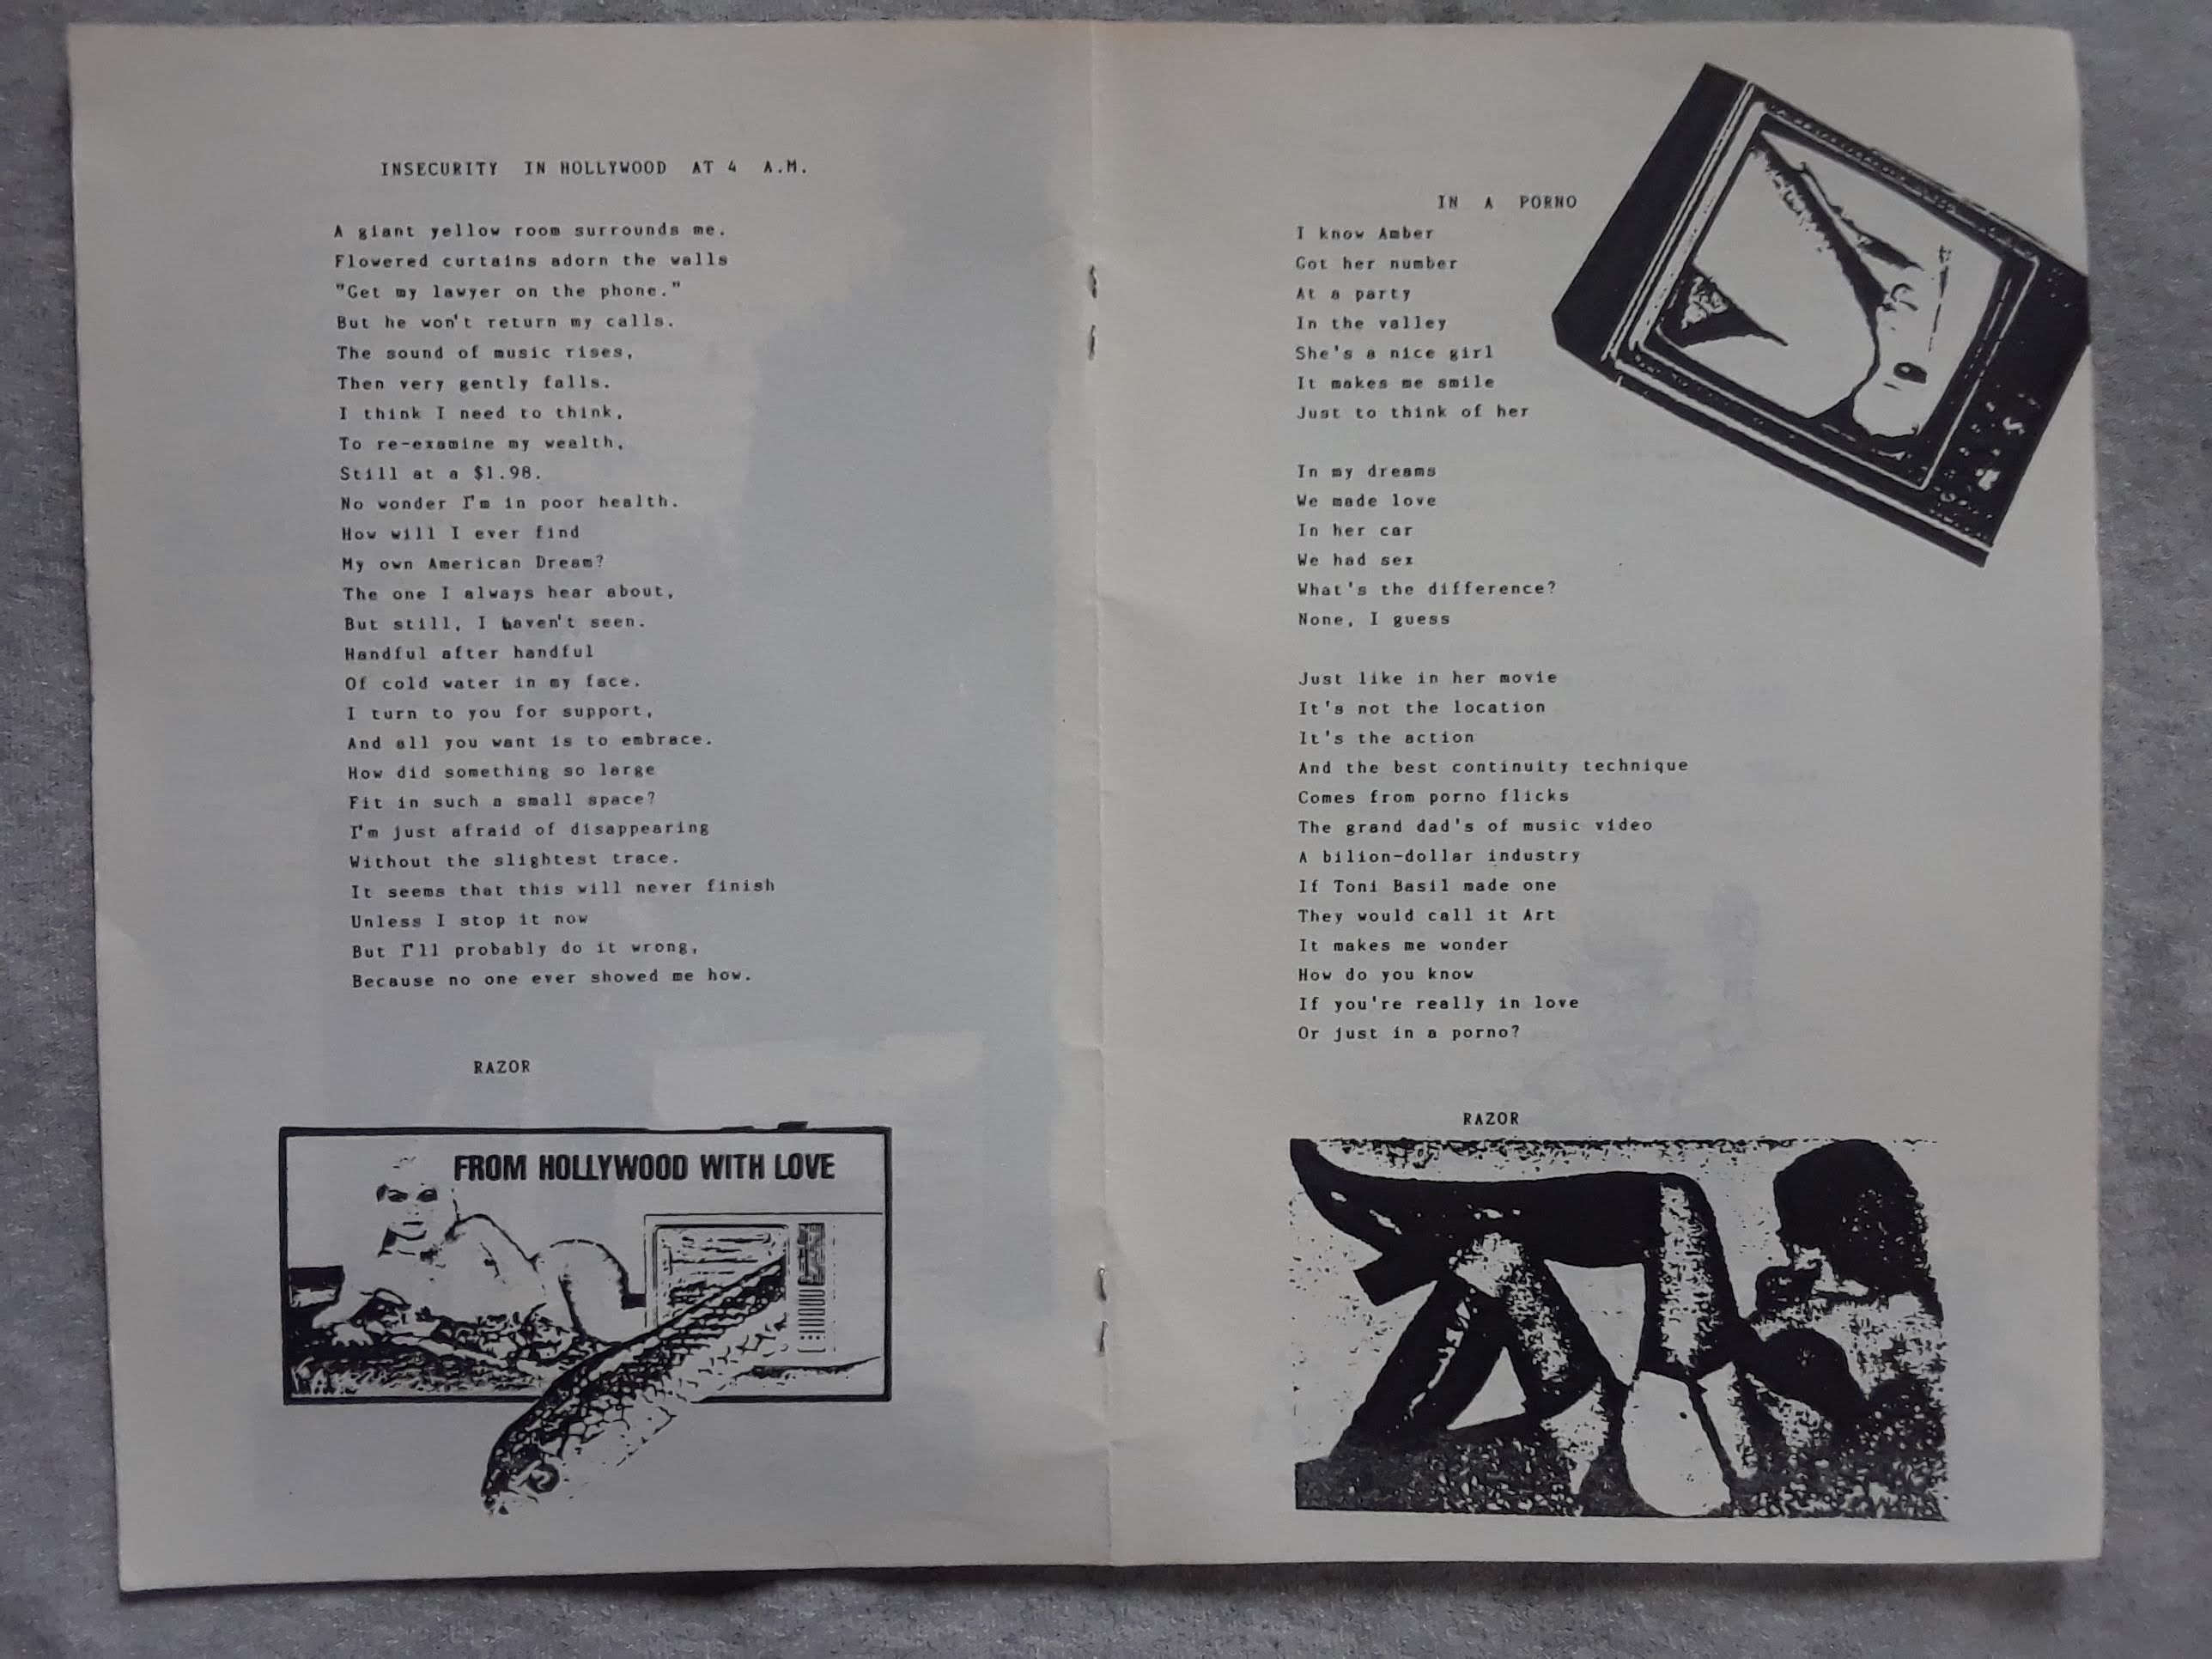 INSECURITY IN HOLLYWOOD AT 4 A.M.
A giant yellow room surrounds me.
Flowered curtains adorn the walls
"Get my lawyer on the phone."
But he won't return my calls.
The sound of music rises,
Then very gently falls.
I think I need to think,
To re-examine my wealth,
Still at a $1.98.
No wonder I'm in poor health.
How will I ever find
My own American Dream?
The one I always hear about,
But still, I haven't seen.
Handful after handful
Of cold water in my face.
I turn to you for support,
And all you want is to embrace.
How did something so large
Fit in such a small space?
I'm just afraid of disappearing
Without the slightest trace.
It seems that this will never finish
Unless I stop it now
But I'll probably do it wrong,
Because no one ever showed me how.
RAZOR
FROM HOLLYWOOD WITH LOVE
IN A PORNO
I know Amber
Got her number
At a party
In the valley
She's a nice girl
It makes me smile
Just to think of her
In my dreams
We made love
In her car
We had sex
What's the difference?
None, I guess
Just like in her movie
It's not the location
It's the action
And the best continuity technique
Comes from porno flicks
The grand dad's of music video
A bilion-dollar industry
If Toni Basil made one
They would call it Art
It makes me wonder
How do you know
If you're really in love
Or just in a porno?
RAZOR